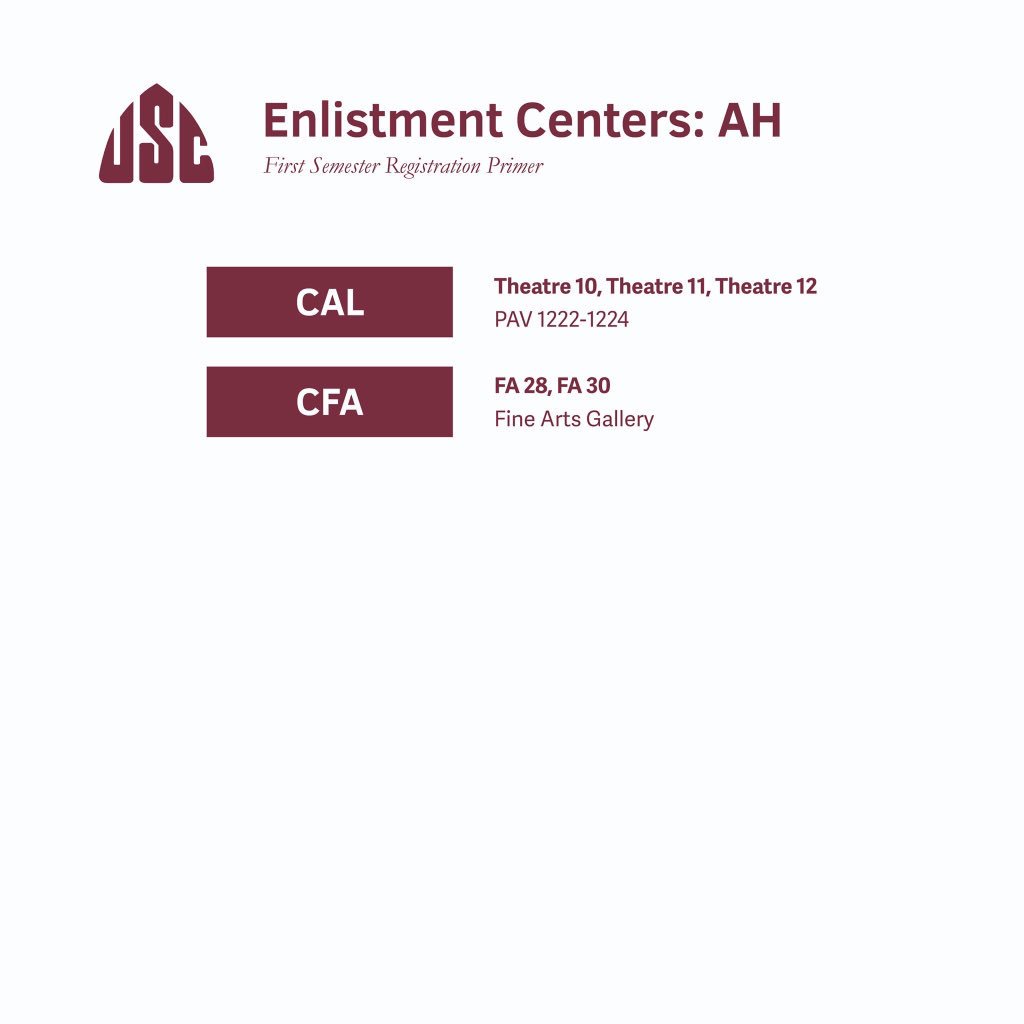 USC
Enlistment Centers: AH
First Semester Registration Primer
CAL
Theatre 10, Theatre 11, Theatre 12
PAV 1222-1224
CFA
FA 28, FA 30
Fine Arts Gallery